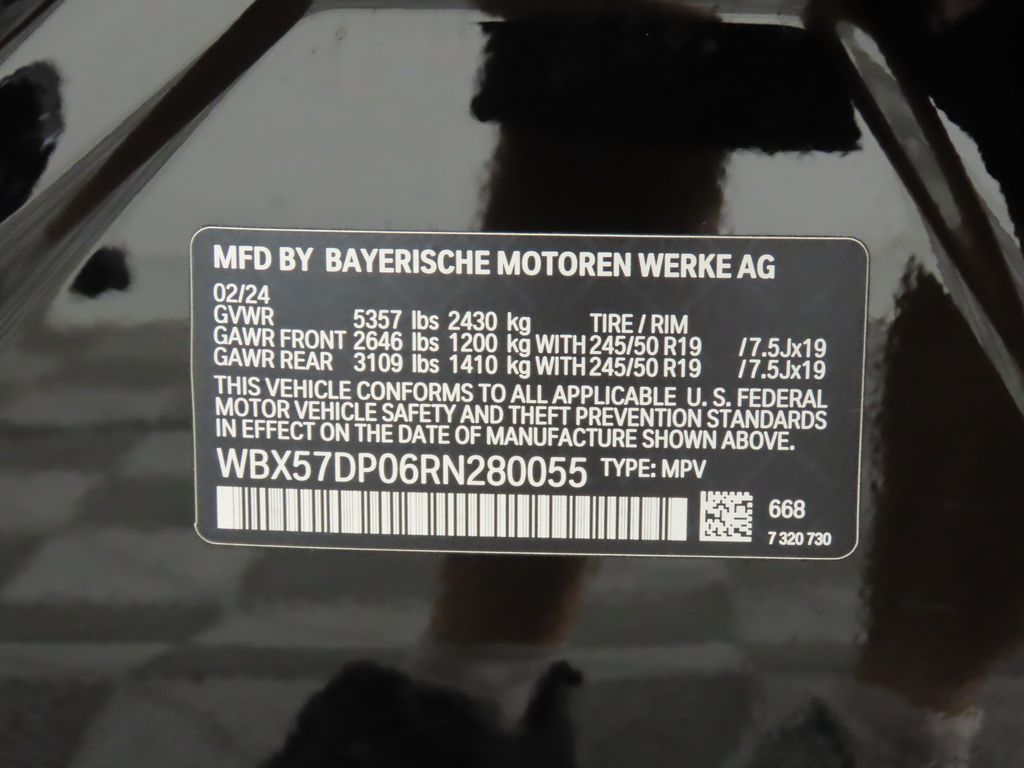 MFD BY BAYERISCHE MOTOREN WERKE AG
02/24
GVWR 5357 lbs 2430 kg TIRE / RIM
GAWR FRONT 2646 lbs 1200 kg WITH 245/50 R19 / 7.5Jx19
GAWR REAR 3109 lbs 1410 kg WITH 245/50 R19 / 7.5Jx19
THIS VEHICLE CONFORMS TO ALL APPLICABLE U. S. FEDERAL
MOTOR VEHICLE SAFETY AND THEFT PREVENTION STANDARDS
IN EFFECT ON THE DATE OF MANUFACTURE SHOWN ABOVE.
WBX57DP06RN280055 TYPE: MPV
668
7 320 730